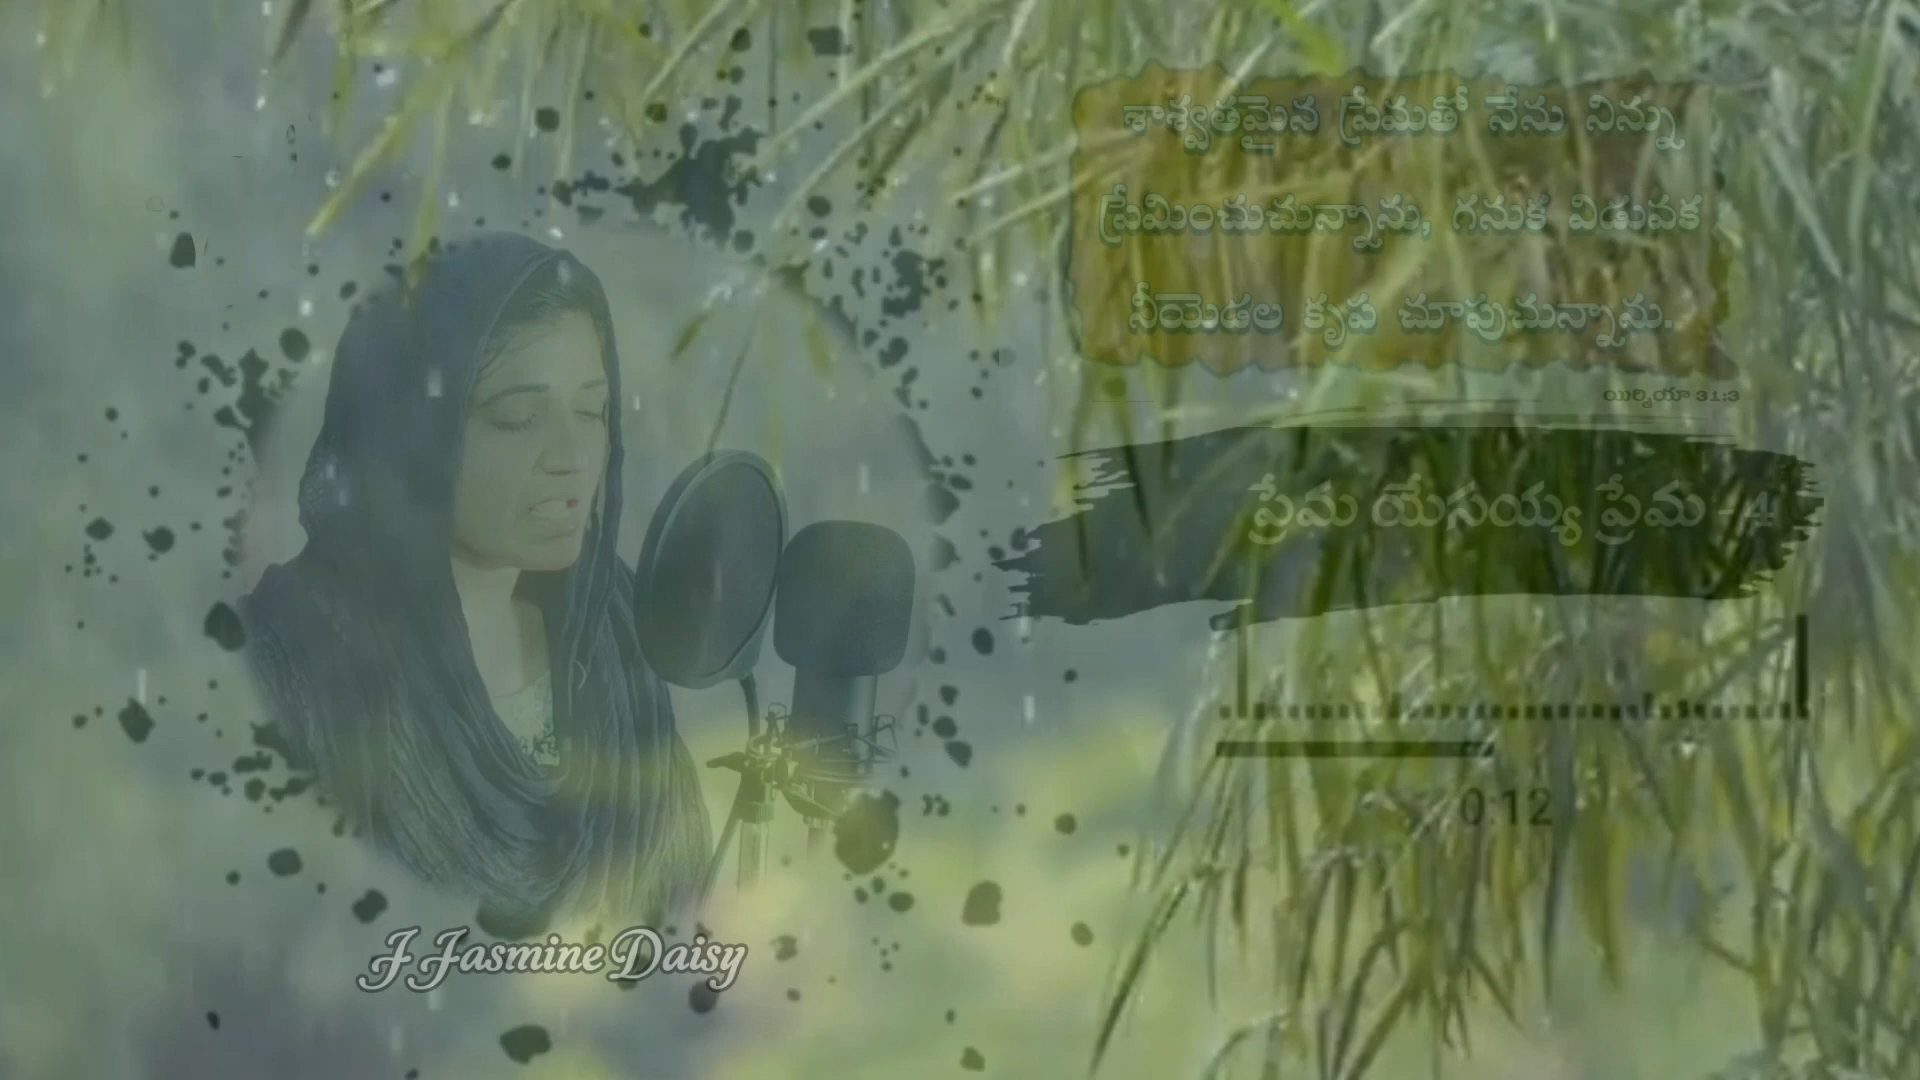 శాశ్వతమైన ప్రేమతో నేను నిన్ను
ప్రేమించుచున్నాను, గనుక విడువక
నీయెడల కృప చూపుచున్నాను.
యిర్మియా 31:3
ప్రేమ యేసయ్య ప్రేమ - 4
0:12
J Jasmine Daisy